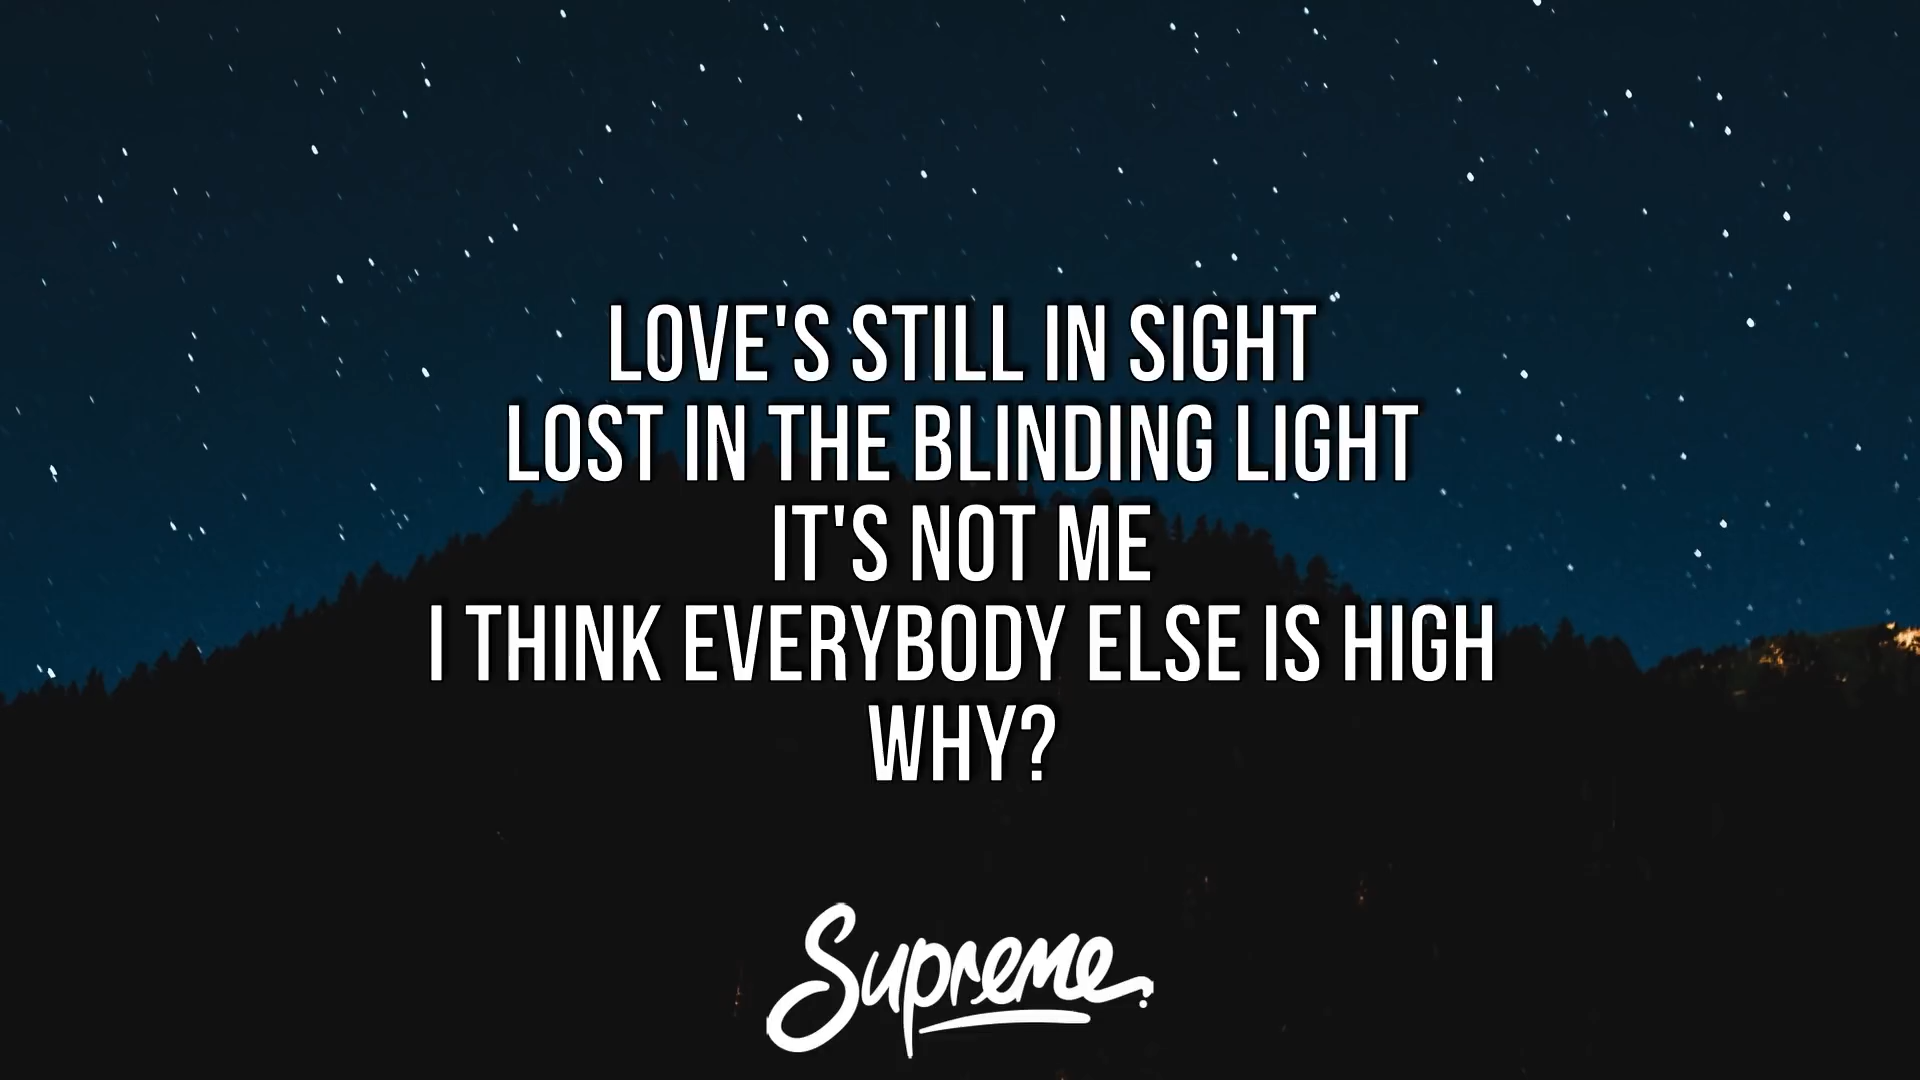 LOVE'S STILL IN SIGHT
LOST IN THE BLINDING LIGHT
IT'S NOT ME
I THINK EVERYBODY ELSE IS HIGH
WHY?
Supreme